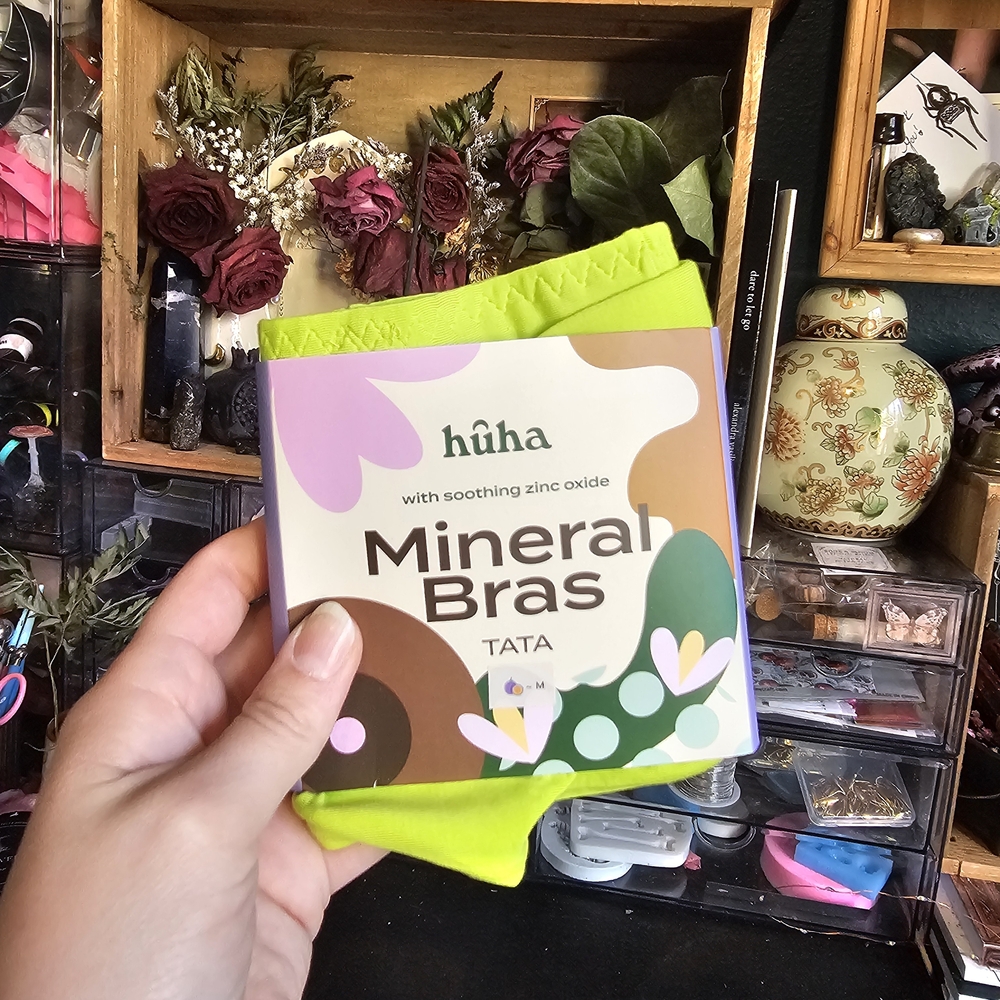 hûha
with soothing zinc oxide
Mineral
Bras
TATA
- M
dare to let go